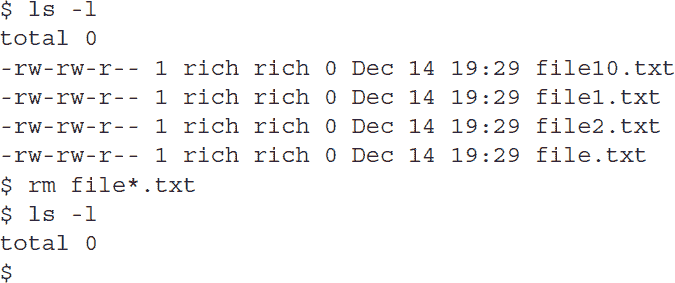 $ ls -l
total 0
-rw-rw-r-- 1 rich rich 0 Dec 14 19:29 file10.txt
-rw-rw-r-- 1 rich rich 0 Dec 14 19:29 file1.txt
-rw-rw-r-- 1 rich rich 0 Dec 14 19:29 file2.txt
-rw-rw-r-- 1 rich rich 0 Dec 14 19:29 file.txt
$ rm file*.txt
$ ls -l
total 0
$